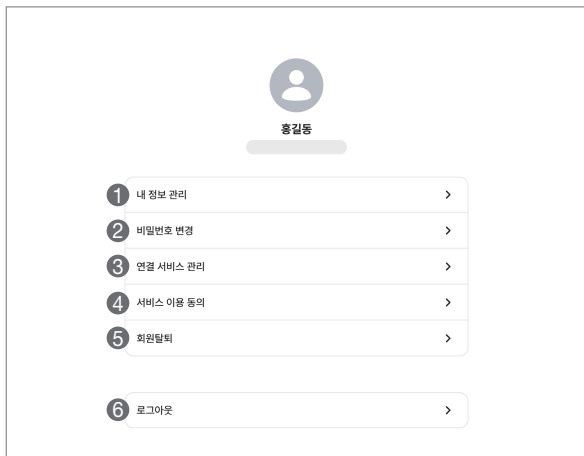 홍길동
1 내 정보 관리
2 비밀번호 변경
3 연결 서비스 관리
4 서비스 이용 동의
5 회원탈퇴
6 로그아웃